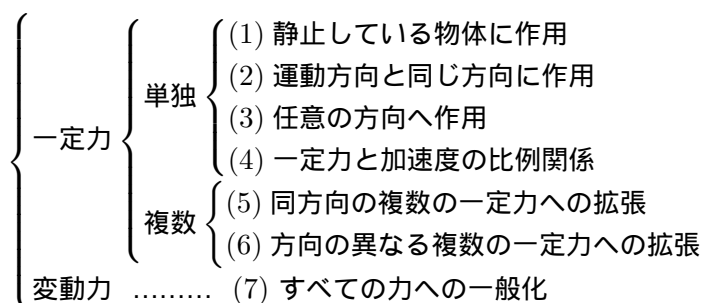 (1) 静止している物体に作用
(2) 運動方向と同じ方向に作用
単独
(3) 任意の方向へ作用
一定力
(4) 一定力と加速度の比例関係
(5) 同方向の複数の一定力への拡張
複数
(6) 方向の異なる複数の一定力への拡張
変動力 ……… (7) すべての力への一般化